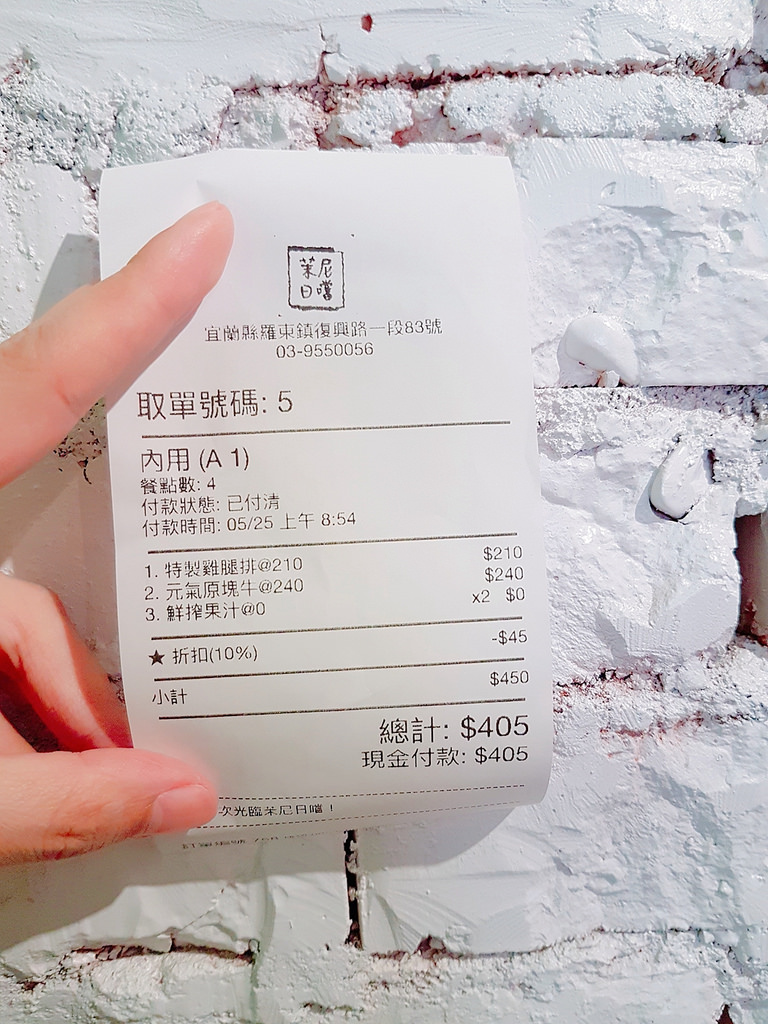 茉尼
日嚐
宜蘭縣羅東鎮復興路一段83號
03-9550056
取單號碼: 5
內用 (A 1)
餐點數: 4
付款狀態: 已付清
付款時間: 05/25 上午 8:54
1. 特製雞腿排@210 $210
2. 元氣原塊牛@240 $240
3. 鮮搾果汁@0 x2 $0
★ 折扣(10%) -$45
小計 $450
總計: $405
現金付款: $405
次光臨茉尼日嚐！